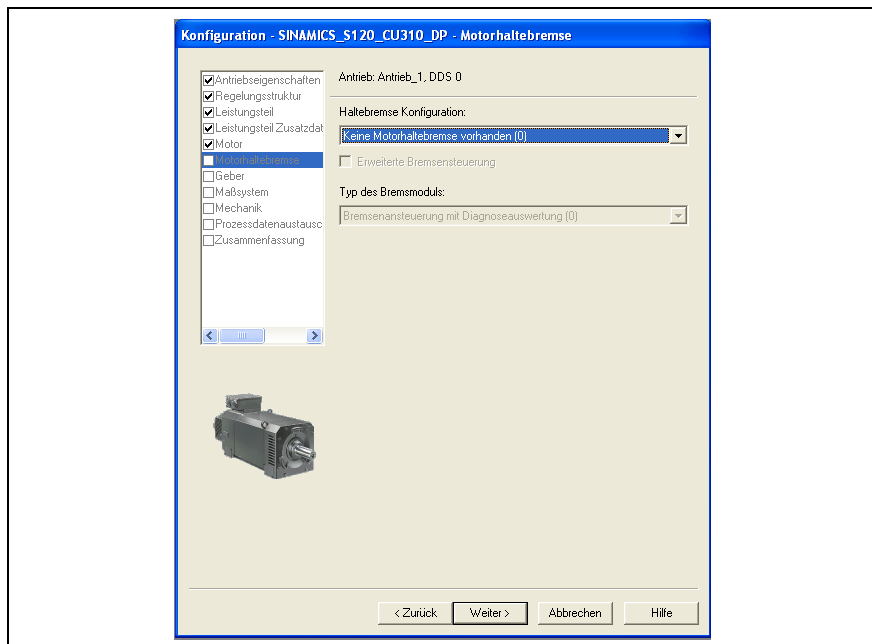 Konfiguration - SINAMICS_S120_CU310_DP - Motorhaltebremse
Antriebseigenschaften
Regelungsstruktur
Leistungsteil
Leistungsteil Zusatzdat
Motor
Motorhaltebremse
Geber
Maßsystem
Mechanik
Prozessdatenaustausc
Zusammenfassung
Antrieb: Antrieb_1, DDS 0
Haltebremse Konfiguration:
Keine Motorhaltebremse vorhanden (0)
Erweiterte Bremsensteuerung
Typ des Bremsmoduls:
Bremsenansteuerung mit Diagnoseauswertung (0)
< Zurück
Weiter >
Abbrechen
Hilfe